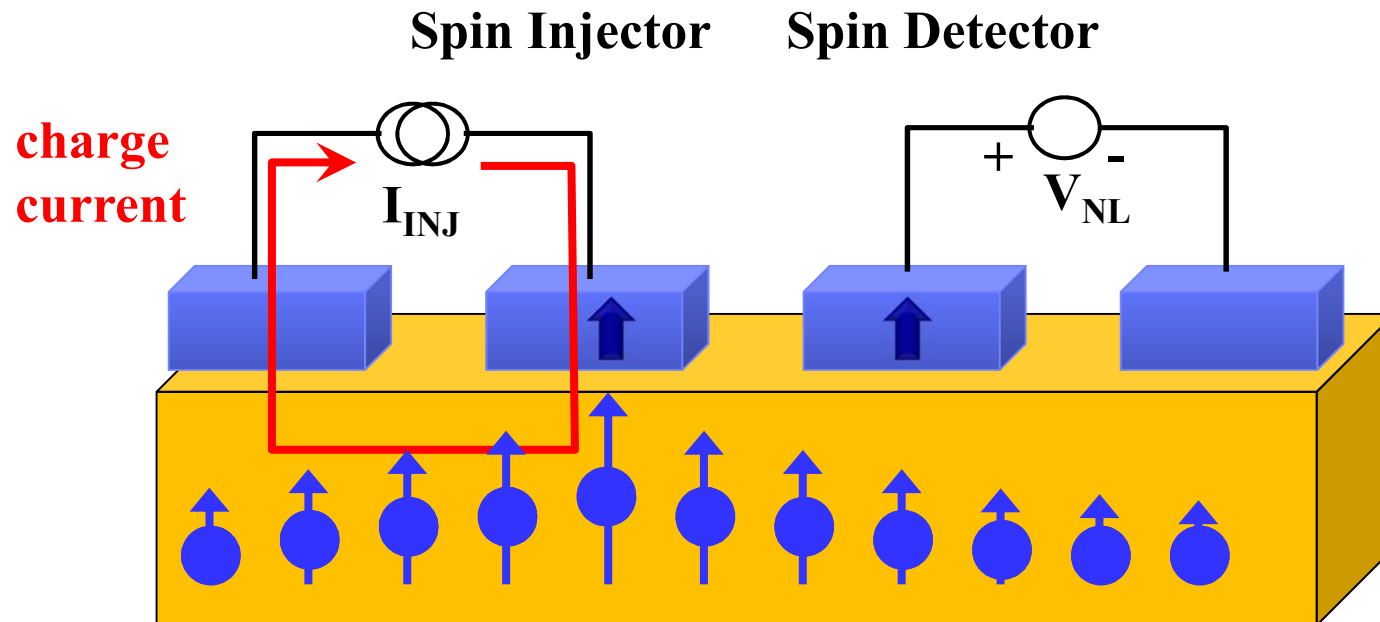 Spin Injector
Spin Detector
charge
current
I_INJ
+
-
V_NL